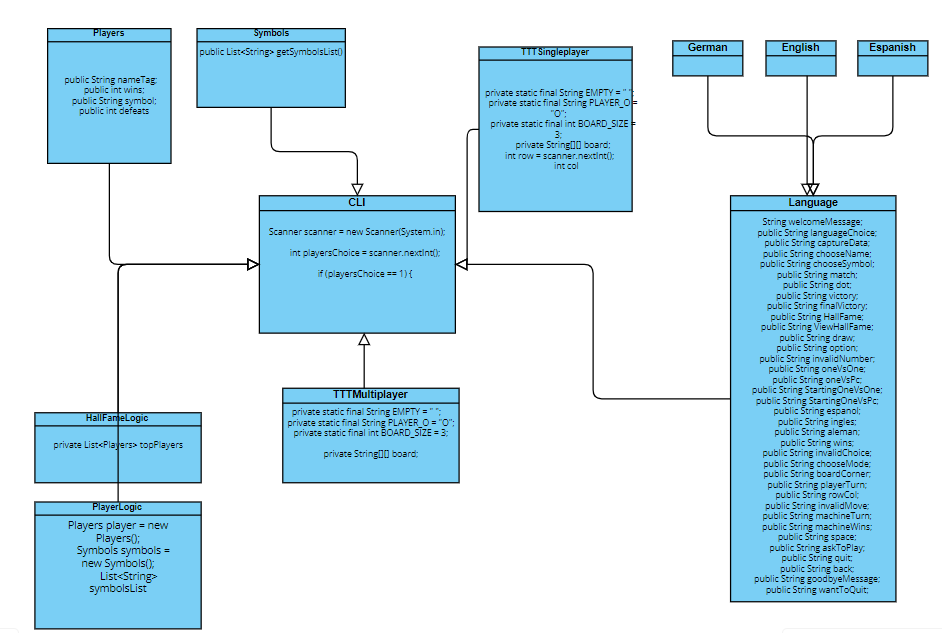 Players
public String nameTag;
public int wins;
public String symbol;
public int defeats
Symbols
public List<String> getSymbolsList()
TTTSingleplayer
private static final String EMPTY = " ";
private static final String PLAYER_O =
"O";
private static final int BOARD_SIZE =
3;
private String[][] board;
int row = scanner.nextInt();
int col
German
English
Espanish
CLI
Scanner scanner = new Scanner(System.in);
int playersChoice = scanner.nextInt();
if (playersChoice == 1) {
Language
String welcomeMessage;
public String languageChoice;
public String captureData;
public String chooseName;
public String chooseSymbol;
public String match;
public String dot;
public String victory;
public String finalVictory;
public String HallFame;
public String ViewHallFame;
public String draw;
public String option;
public String invalidNumber;
public String oneVsOne;
public String oneVsPc;
public String StartingOneVsOne;
public String StartingOneVsPc;
public String espanol;
public String ingles;
public String aleman;
public String wins;
public String invalidChoice;
public String chooseMode;
public String boardCorner;
public String playerTurn;
public String rowCol;
public String invalidMove;
public String machineTurn;
public String machineWins;
public String space;
public String askToPlay;
public String quit;
public String back;
public String goodbyeMessage;
public String wantToQuit;
TTTMultiplayer
private static final String EMPTY = " ";
private static final String PLAYER_O = "O";
private static final int BOARD_SIZE = 3;
private String[][] board;
HallFameLogic
private List<Players> topPlayers
PlayerLogic
Players player = new
Players();
Symbols symbols =
new Symbols();
List<String>
symbolsList